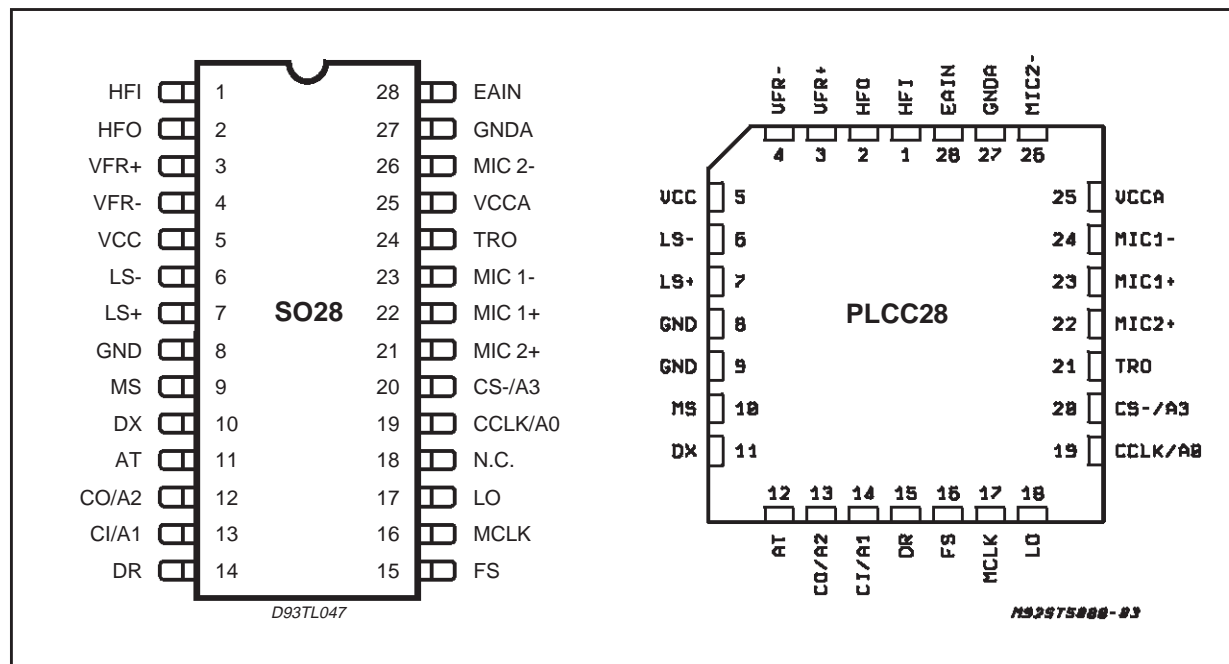 HFI 1 28 EAIN
HFO 2 27 GNDA
VFR+ 3 26 MIC 2-
VFR- 4 25 VCCA
VCC 5 24 TRO
LS- 6 23 MIC 1-
LS+ 7 SO28 22 MIC 1+
GND 8 21 MIC 2+
MS 9 20 CS-/A3
DX 10 19 CCLK/A0
AT 11 18 N.C.
CO/A2 12 17 LO
CI/A1 13 16 MCLK
DR 14 15 FS
D93TL047
VFR- VFR+ HFO HFI EAIN GNDA MIC2-
4 3 2 1 28 27 26
VCC 5 25 VCCA
LS- 6 24 MIC1-
LS+ 7 23 MIC1+
PLCC28
GND 8 22 MIC2+
GND 9 21 TRO
MS 10 20 CS-/A3
DX 11 19 CCLK/A0
12 13 14 15 16 17 18
AT CO/A2 CI/A1 DR FS MCLK LO
M92ST5080-03